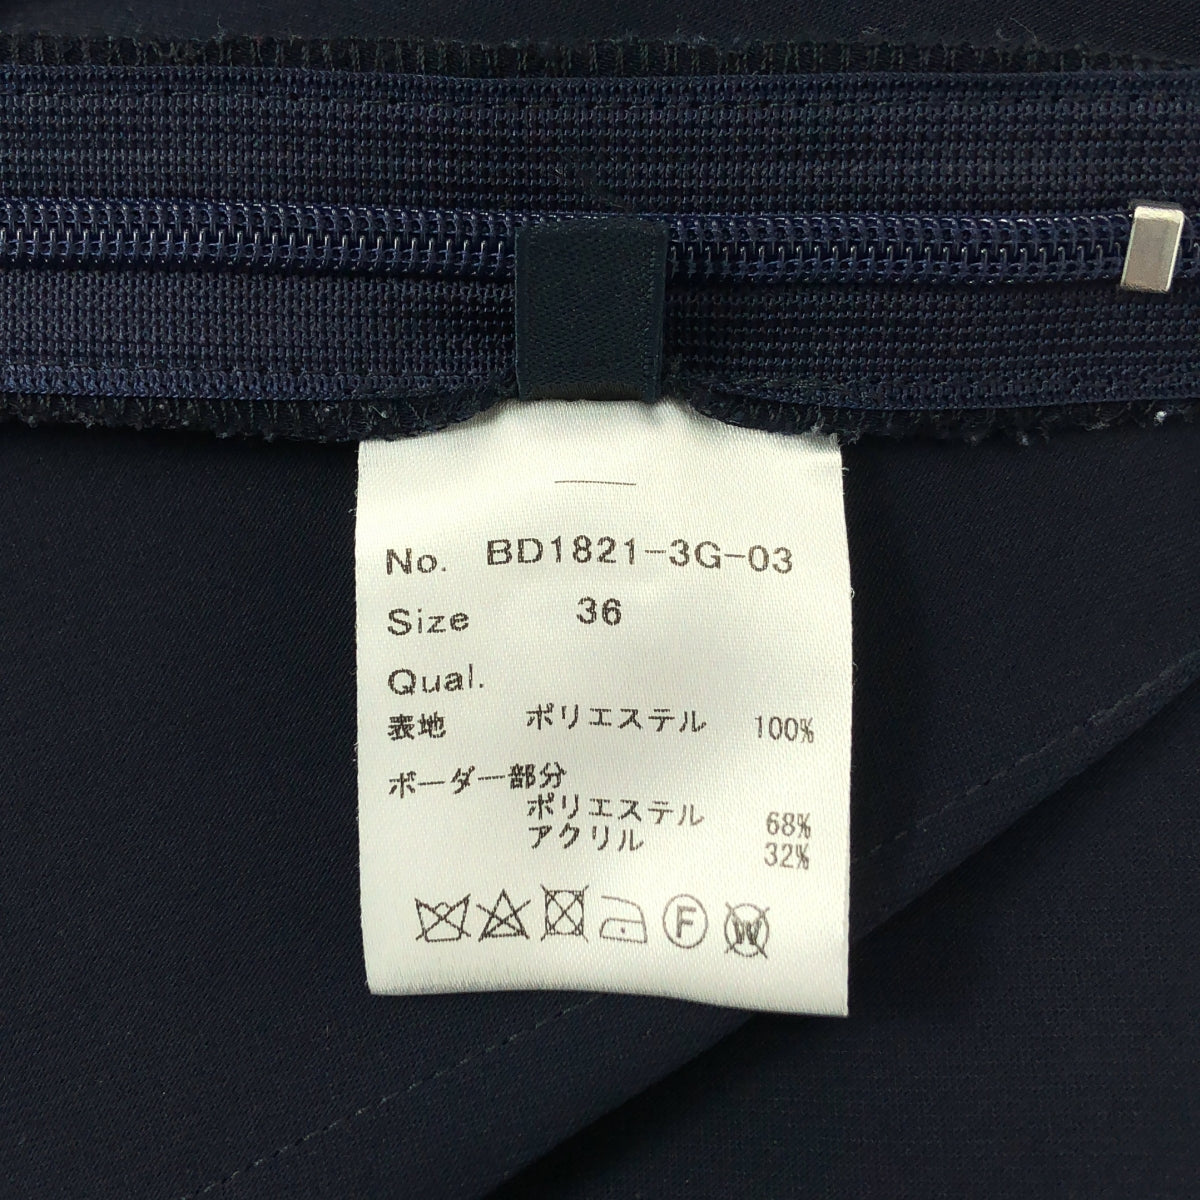 No. BD1821-3G-03
Size 36
Qual.
表地 ポリエステル 100%
ボーダー部分
ポリエステル 68%
アクリル 32%
F W